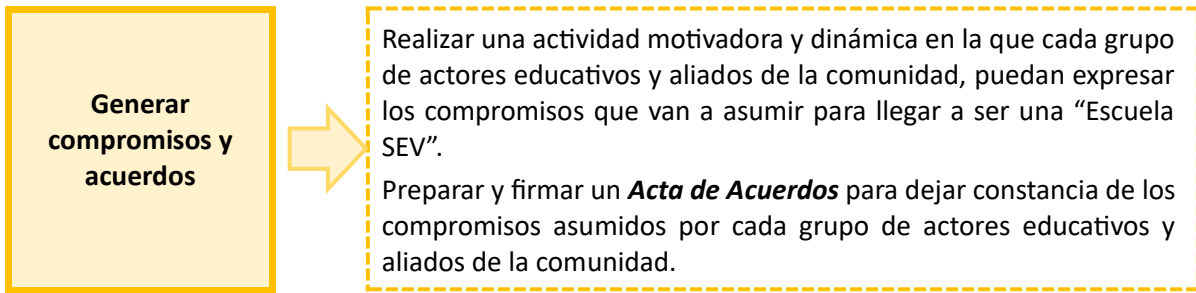 Generar
compromisos y
acuerdos
Realizar una actividad motivadora y dinámica en la que cada grupo
de actores educativos y aliados de la comunidad, puedan expresar
los compromisos que van a asumir para llegar a ser una “Escuela
SEV”.
Preparar y firmar un Acta de Acuerdos para dejar constancia de los
compromisos asumidos por cada grupo de actores educativos y
aliados de la comunidad.